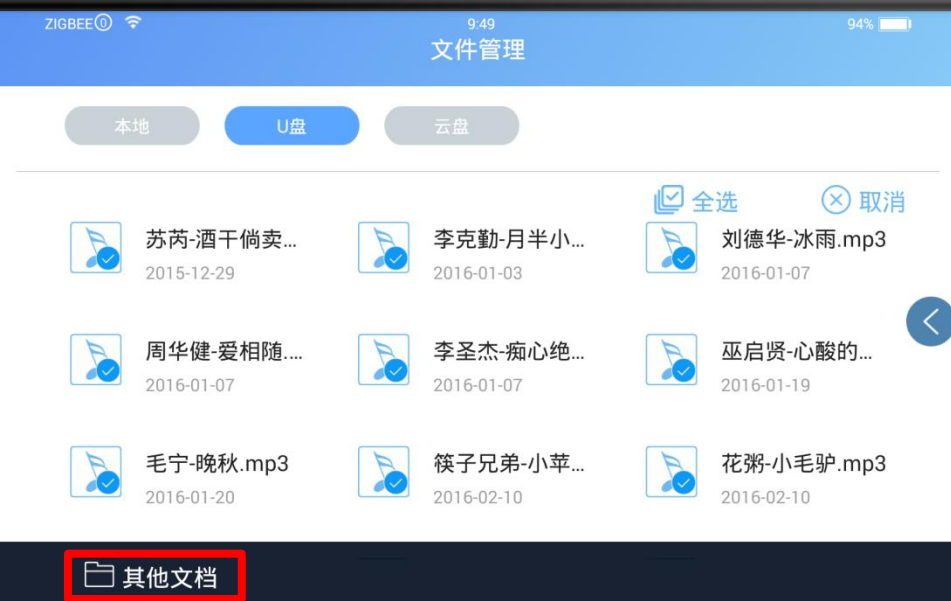 ZIGBEE 0 9:49 94%
文件管理
本地 U盘 云盘
全选 取消
苏芮-酒干倘卖... 李克勤-月半小... 刘德华-冰雨.mp3
2015-12-29 2016-01-03 2016-01-07
周华健-爱相随.... 李圣杰-痴心绝... 巫启贤-心酸的...
2016-01-07 2016-01-07 2016-01-19
毛宁-晚秋.mp3 筷子兄弟-小苹... 花粥-小毛驴.mp3
2016-01-20 2016-02-10 2016-02-10
其他文档